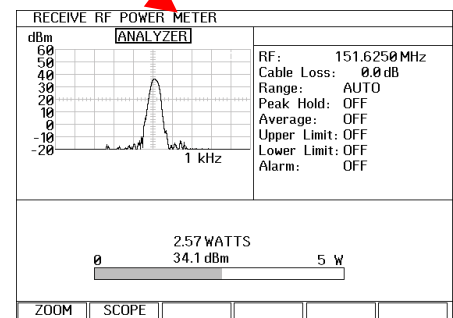 RECEIVE RF POWER METER
dBm
ANALYZER
60
50
40
30
20
10
0
-10
-20
1 kHz
RF: 151.6250 MHz
Cable Loss: 0.0 dB
Range: AUTO
Peak Hold: OFF
Average: OFF
Upper Limit: OFF
Lower Limit: OFF
Alarm: OFF
2.57 WATTS
0 34.1 dBm 5 W
ZOOM SCOPE